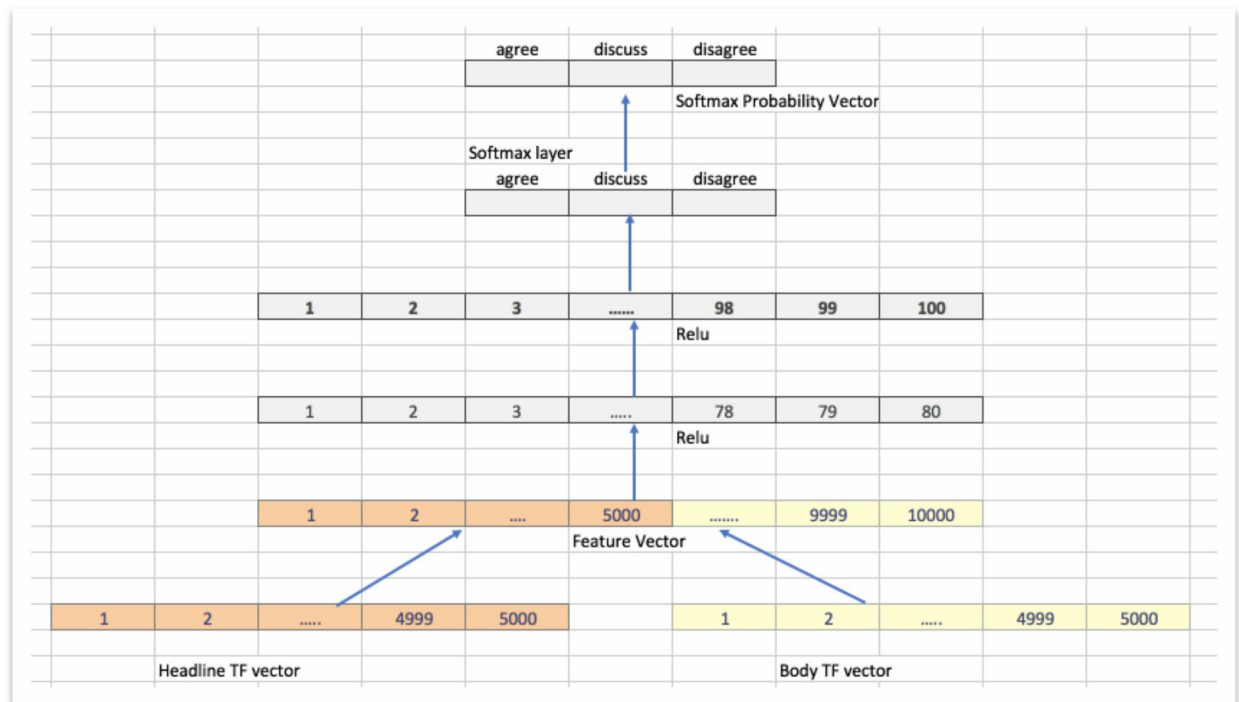 agree discuss disagree
Softmax Probability Vector
Softmax layer
agree discuss disagree
1 2 3 ...... 98 99 100
Relu
1 2 3 ..... 78 79 80
Relu
1 2 .... 5000 ....... 9999 10000
Feature Vector
1 2 ..... 4999 5000 1 2 ..... 4999 5000
Headline TF vector Body TF vector